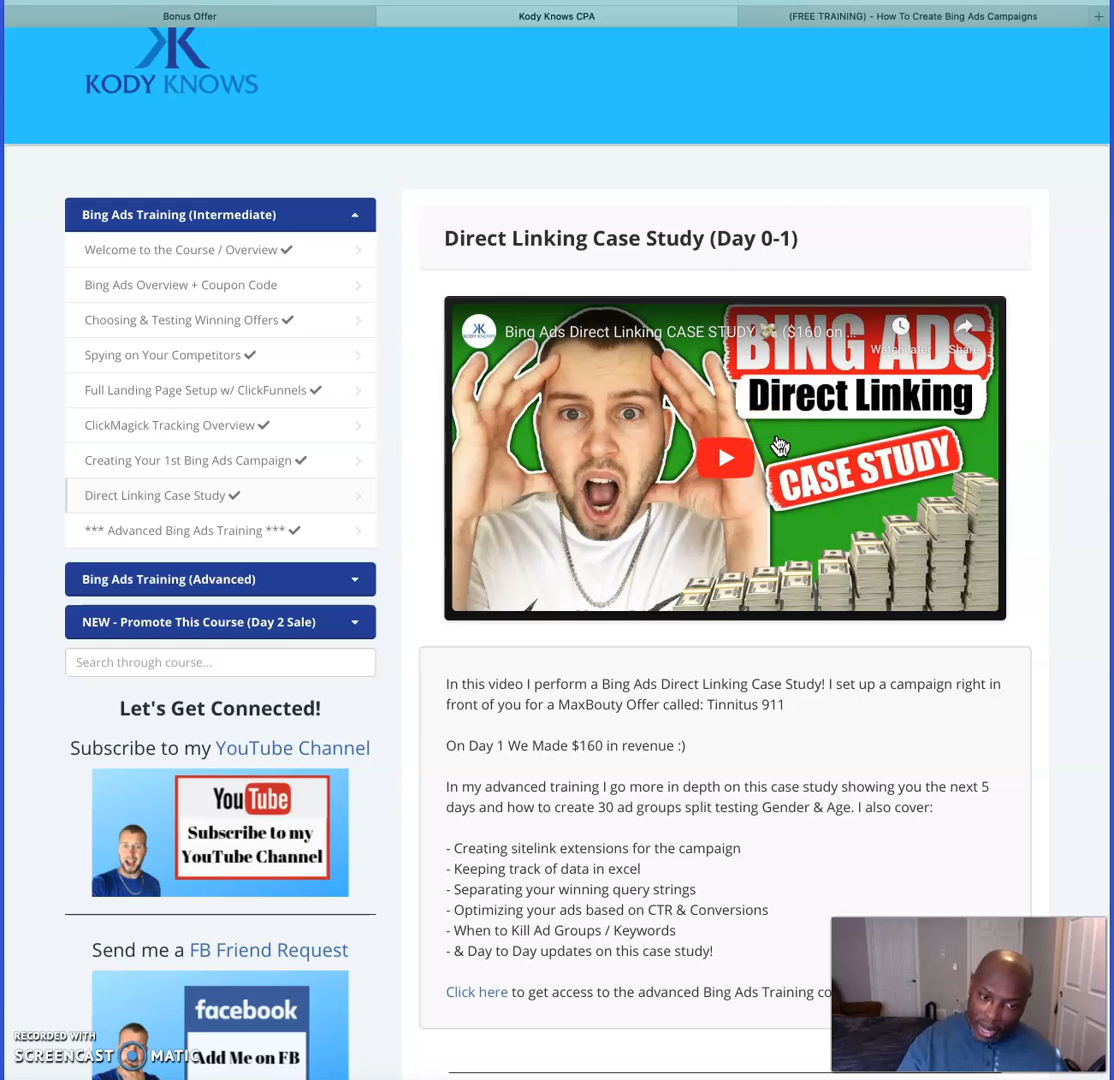 Bonus Offer
Kody Knows CPA
(FREE TRAINING) - How To Create Bing Ads Campaigns
KODY KNOWS
Bing Ads Training (Intermediate)
Welcome to the Course / Overview
Bing Ads Overview + Coupon Code
Choosing & Testing Winning Offers
Spying on Your Competitors
Full Landing Page Setup w/ ClickFunnels
ClickMagick Tracking Overview
Creating Your 1st Bing Ads Campaign
Direct Linking Case Study
*** Advanced Bing Ads Training ***
Bing Ads Training (Advanced)
NEW - Promote This Course (Day 2 Sale)
Search through course...
Let's Get Connected!
Subscribe to my YouTube Channel
YouTube
Subscribe to my
YouTube Channel
Send me a FB Friend Request
facebook
Add Me on FB
RECORDED WITH
SCREENCAST MATIC
Direct Linking Case Study (Day 0-1)
KODY KNOWS
Bing Ads Direct Linking CASE STUDY 💸 ($160 on ...
Watch later
Share
BING ADS
Direct Linking
CASE STUDY
In this video I perform a Bing Ads Direct Linking Case Study! I set up a campaign right in
front of you for a MaxBouty Offer called: Tinnitus 911
On Day 1 We Made $160 in revenue :)
In my advanced training I go more in depth on this case study showing you the next 5
days and how to create 30 ad groups split testing Gender & Age. I also cover:
- Creating sitelink extensions for the campaign
- Keeping track of data in excel
- Separating your winning query strings
- Optimizing your ads based on CTR & Conversions
- When to Kill Ad Groups / Keywords
- & Day to Day updates on this case study!
Click here to get access to the advanced Bing Ads Training co